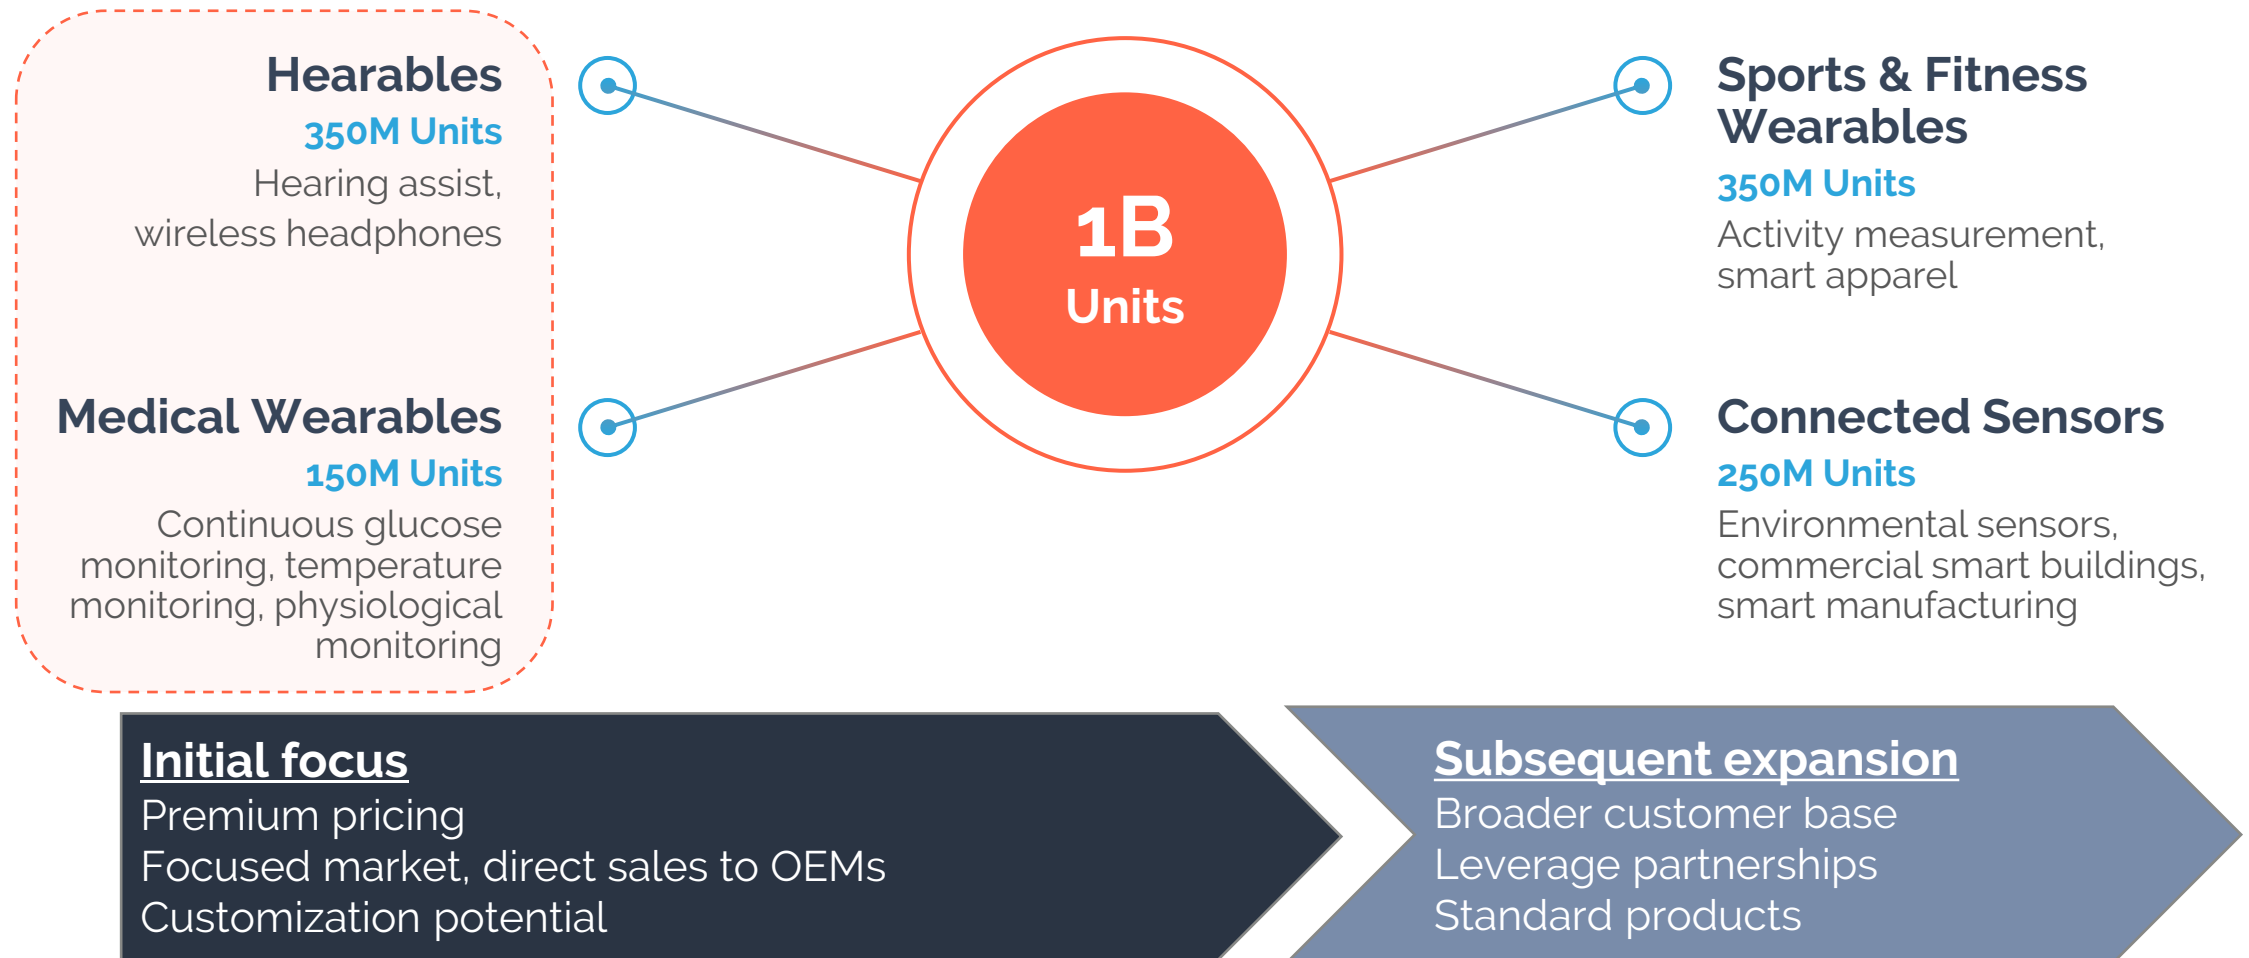 Hearables
350M Units
Hearing assist,
wireless headphones
Medical Wearables
150M Units
Continuous glucose
monitoring, temperature
monitoring, physiological
monitoring
1B
Units
Sports & Fitness
Wearables
350M Units
Activity measurement,
smart apparel
Connected Sensors
250M Units
Environmental sensors,
commercial smart buildings,
smart manufacturing
Initial focus
Premium pricing
Focused market, direct sales to OEMs
Customization potential
Subsequent expansion
Broader customer base
Leverage partnerships
Standard products